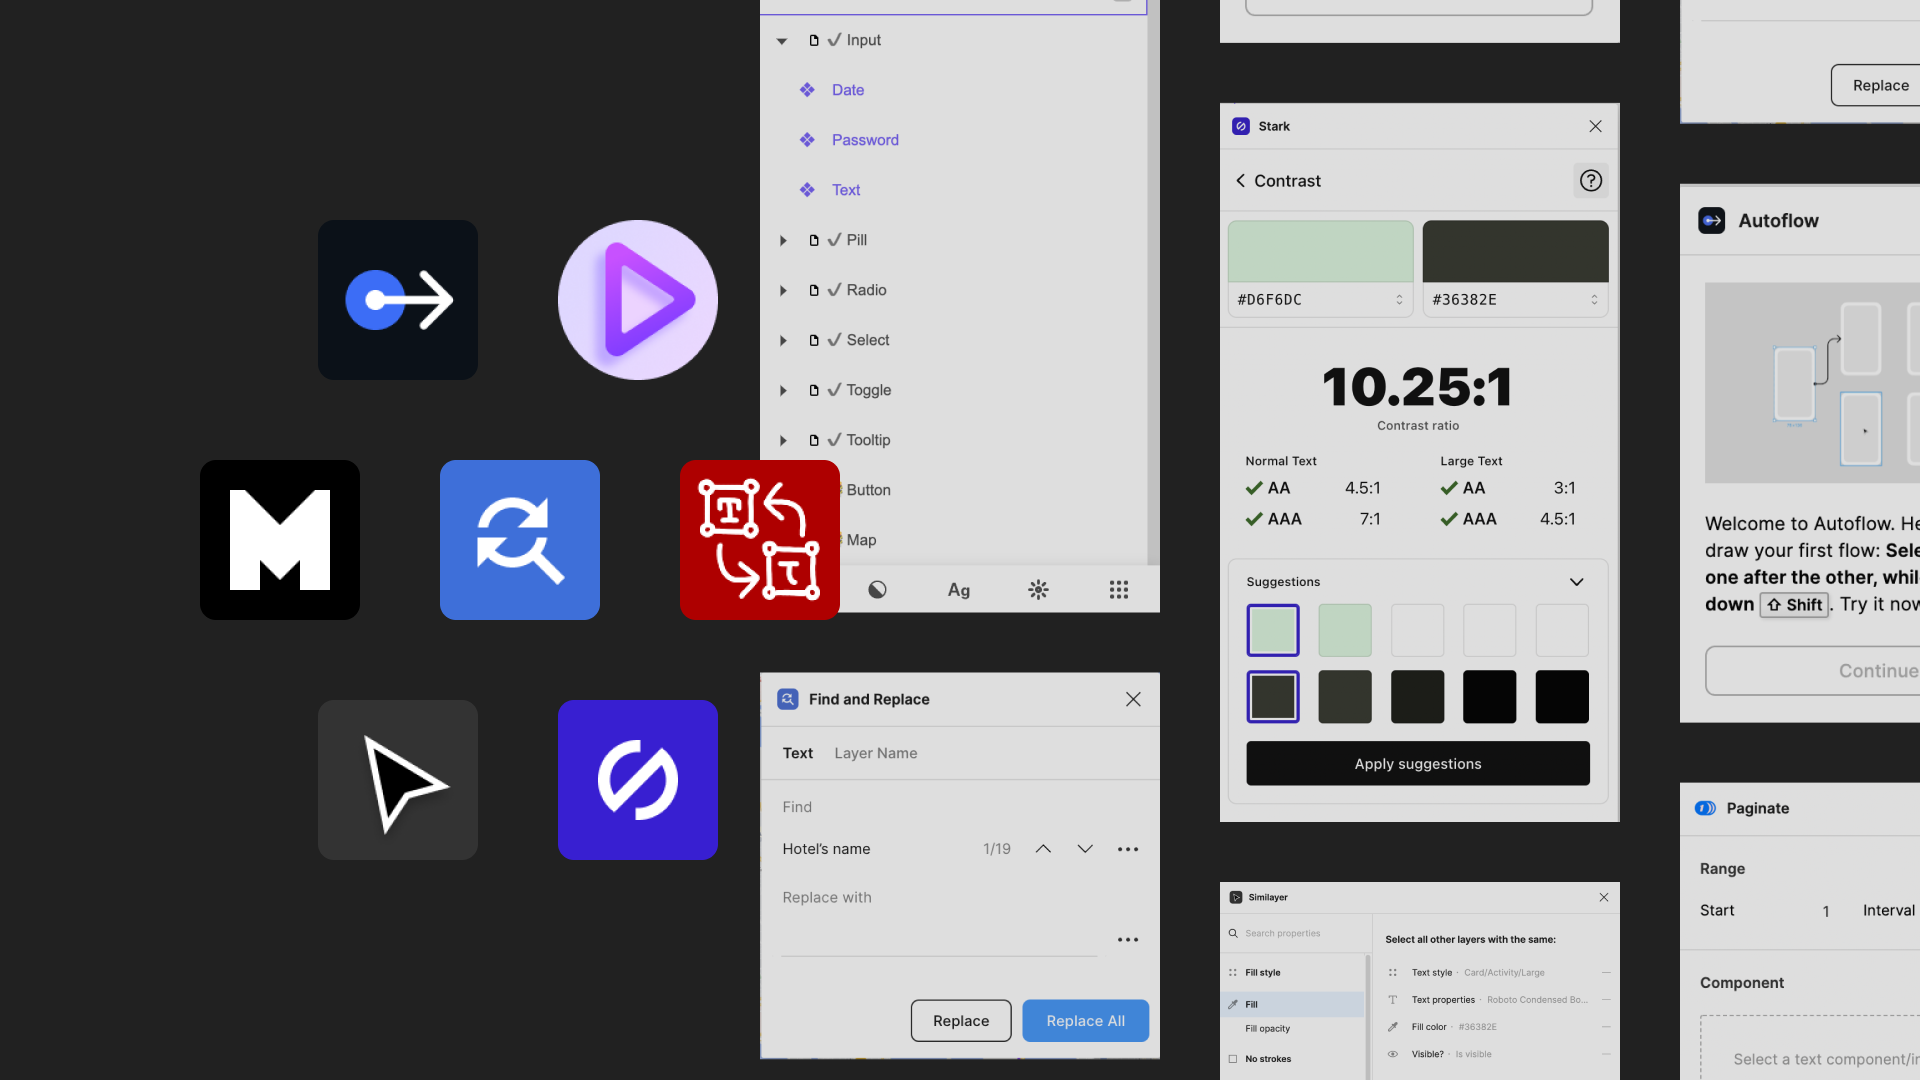 Input
Date
Password
Text
Pill
Radio
Select
Toggle
Tooltip
Button
Map
Ag
M
T
τ
Find and Replace
Text Layer Name
Find
Hotel's name 1/19
Replace with
Replace Replace All
Stark
Contrast
?
#D6F6DC #36382E
10.25:1
Contrast ratio
Normal Text Large Text
AA 4.5:1 AA 3:1
AAA 7:1 AAA 4.5:1
Suggestions
Apply suggestions
Similayer
Search properties
Fill style
Fill
Fill opacity
No strokes
Select all other layers with the same:
Text style · Card/Activity/Large
Text properties · Roboto Condensed Bo...
Fill color · #36382E
Visible? · Is visible
Replace
Autoflow
Welcome to Autoflow. He
draw your first flow: Sele
one after the other, whil
down ⇧ Shift. Try it now
Continue
Paginate
Range
Start 1 Interval
Component
Select a text component/in